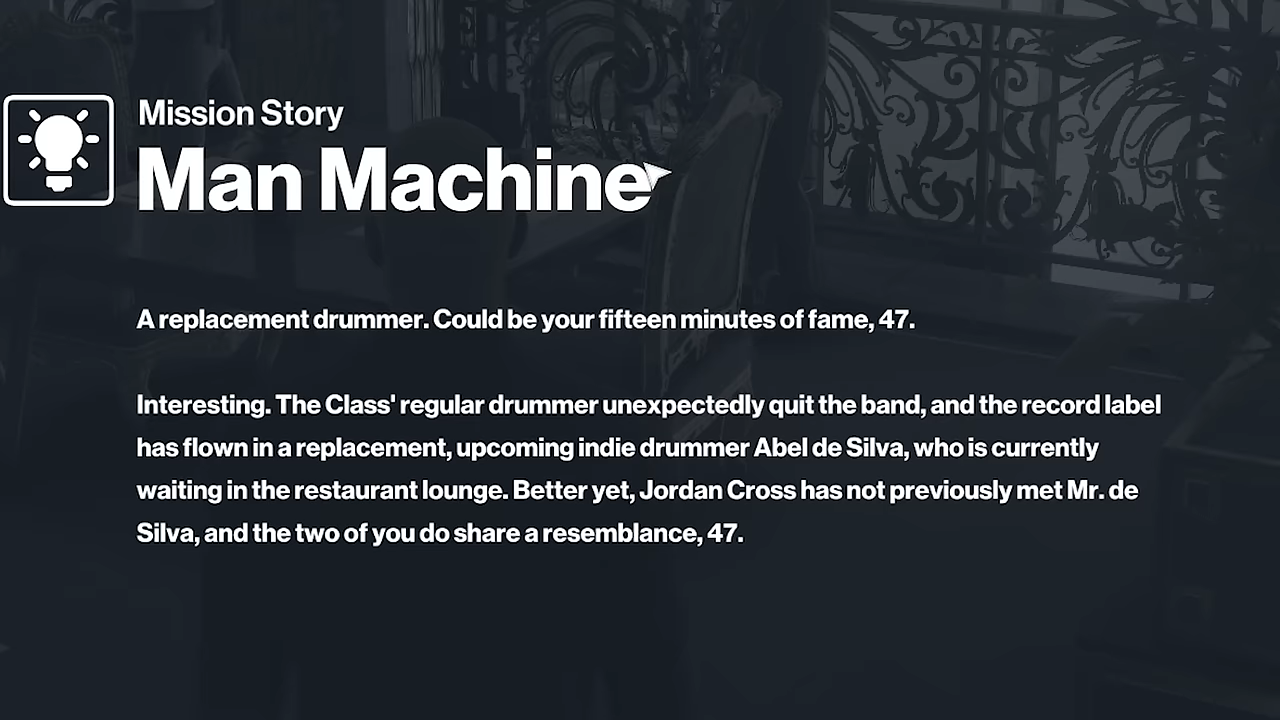 Mission Story
Man Machine
A replacement drummer. Could be your fifteen minutes of fame, 47.
Interesting. The Class' regular drummer unexpectedly quit the band, and the record label
has flown in a replacement, upcoming indie drummer Abel de Silva, who is currently
waiting in the restaurant lounge. Better yet, Jordan Cross has not previously met Mr. de
Silva, and the two of you do share a resemblance, 47.